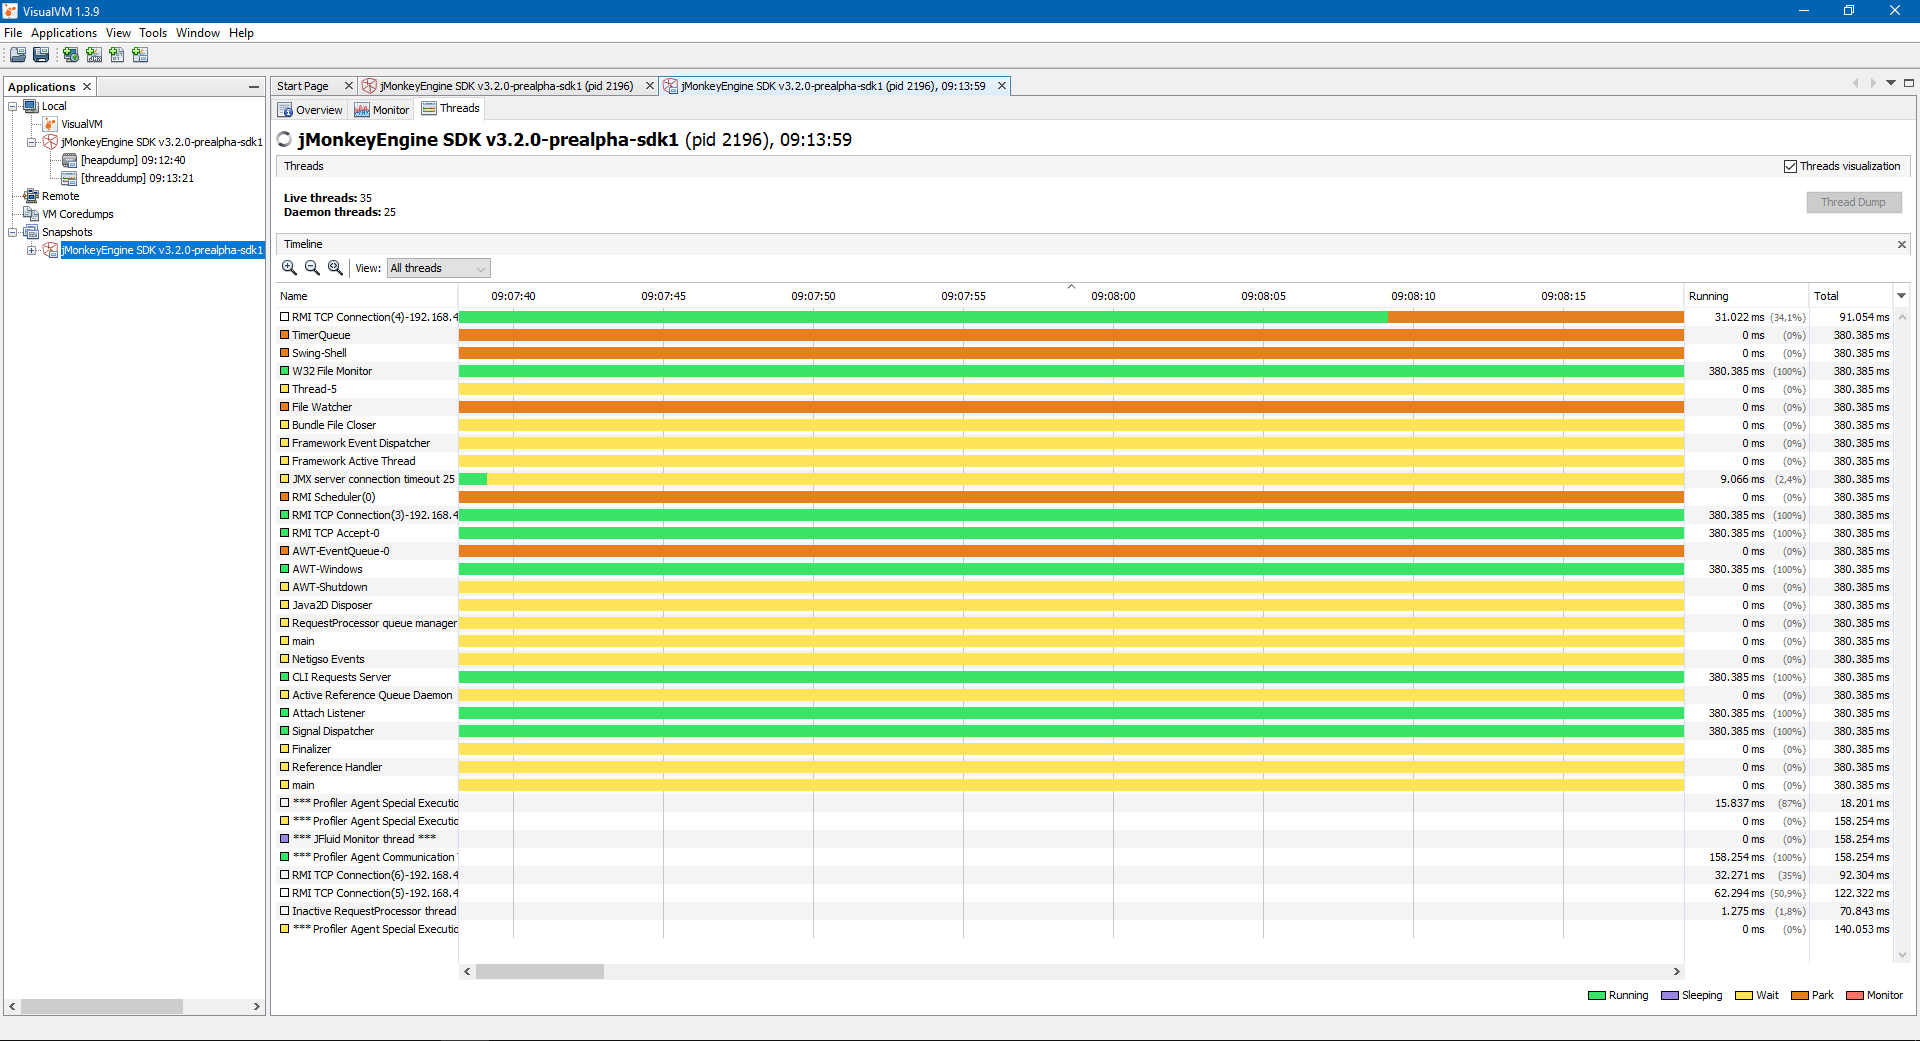 VisualVM 1.3.9
File Applications View Tools Window Help
Applications
Local
VisualVM
jMonkeyEngine SDK v3.2.0-prealpha-sdk1
[heapdump] 09:12:40
[threaddump] 09:13:21
Remote
VM Coredumps
Snapshots
jMonkeyEngine SDK v3.2.0-prealpha-sdk1
Start Page jMonkeyEngine SDK v3.2.0-prealpha-sdk1 (pid 2196) jMonkeyEngine SDK v3.2.0-prealpha-sdk1 (pid 2196), 09:13:59
Overview Monitor Threads
jMonkeyEngine SDK v3.2.0-prealpha-sdk1 (pid 2196), 09:13:59
Threads Threads visualization
Live threads: 35
Daemon threads: 25
Thread Dump
Timeline
View: All threads
Name 09:07:40 09:07:45 09:07:50 09:07:55 09:08:00 09:08:05 09:08:10 09:08:15 Running Total
RMI TCP Connection(4)-192.168.4 31.022 ms (34,1%) 91.054 ms
TimerQueue 0 ms (0%) 380.385 ms
Swing-Shell 0 ms (0%) 380.385 ms
W32 File Monitor 380.385 ms (100%) 380.385 ms
Thread-5 0 ms (0%) 380.385 ms
File Watcher 0 ms (0%) 380.385 ms
Bundle File Closer 0 ms (0%) 380.385 ms
Framework Event Dispatcher 0 ms (0%) 380.385 ms
Framework Active Thread 0 ms (0%) 380.385 ms
JMX server connection timeout 25 9.066 ms (2,4%) 380.385 ms
RMI Scheduler(0) 0 ms (0%) 380.385 ms
RMI TCP Connection(3)-192.168.4 380.385 ms (100%) 380.385 ms
RMI TCP Accept-0 380.385 ms (100%) 380.385 ms
AWT-EventQueue-0 0 ms (0%) 380.385 ms
AWT-Windows 380.385 ms (100%) 380.385 ms
AWT-Shutdown 0 ms (0%) 380.385 ms
Java2D Disposer 0 ms (0%) 380.385 ms
RequestProcessor queue manager 0 ms (0%) 380.385 ms
main 0 ms (0%) 380.385 ms
Netigso Events 0 ms (0%) 380.385 ms
CLI Requests Server 380.385 ms (100%) 380.385 ms
Active Reference Queue Daemon 0 ms (0%) 380.385 ms
Attach Listener 380.385 ms (100%) 380.385 ms
Signal Dispatcher 380.385 ms (100%) 380.385 ms
Finalizer 0 ms (0%) 380.385 ms
Reference Handler 0 ms (0%) 380.385 ms
main 0 ms (0%) 380.385 ms
*** Profiler Agent Special Executio 15.837 ms (87%) 18.201 ms
*** Profiler Agent Special Executio 0 ms (0%) 158.254 ms
*** JFluid Monitor thread *** 0 ms (0%) 158.254 ms
*** Profiler Agent Communication 158.254 ms (100%) 158.254 ms
RMI TCP Connection(6)-192.168.4 32.271 ms (35%) 92.304 ms
RMI TCP Connection(5)-192.168.4 62.294 ms (50,9%) 122.322 ms
Inactive RequestProcessor thread 1.275 ms (1,8%) 70.843 ms
*** Profiler Agent Special Executio 0 ms (0%) 140.053 ms
Running Sleeping Wait Park Monitor